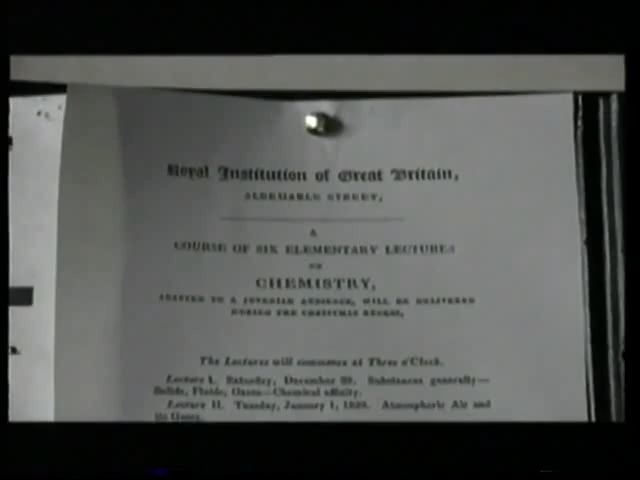 Royal Institution of Great Britain,
ALBEMARLE STREET,
A
COURSE OF SIX ELEMENTARY LECTURES
ON
CHEMISTRY,
ADAPTED TO A JUVENILE AUDIENCE, WILL BE DELIVERED
DURING THE CHRISTMAS RECESS,
The Lectures will commence at Three o'Clock.
Lecture I. Saturday, December 29. Substances generally—
Solids, Fluids, Gases—Chemical affinity.
Lecture II. Tuesday, January 1, Atmospheric Air and
its Gases.